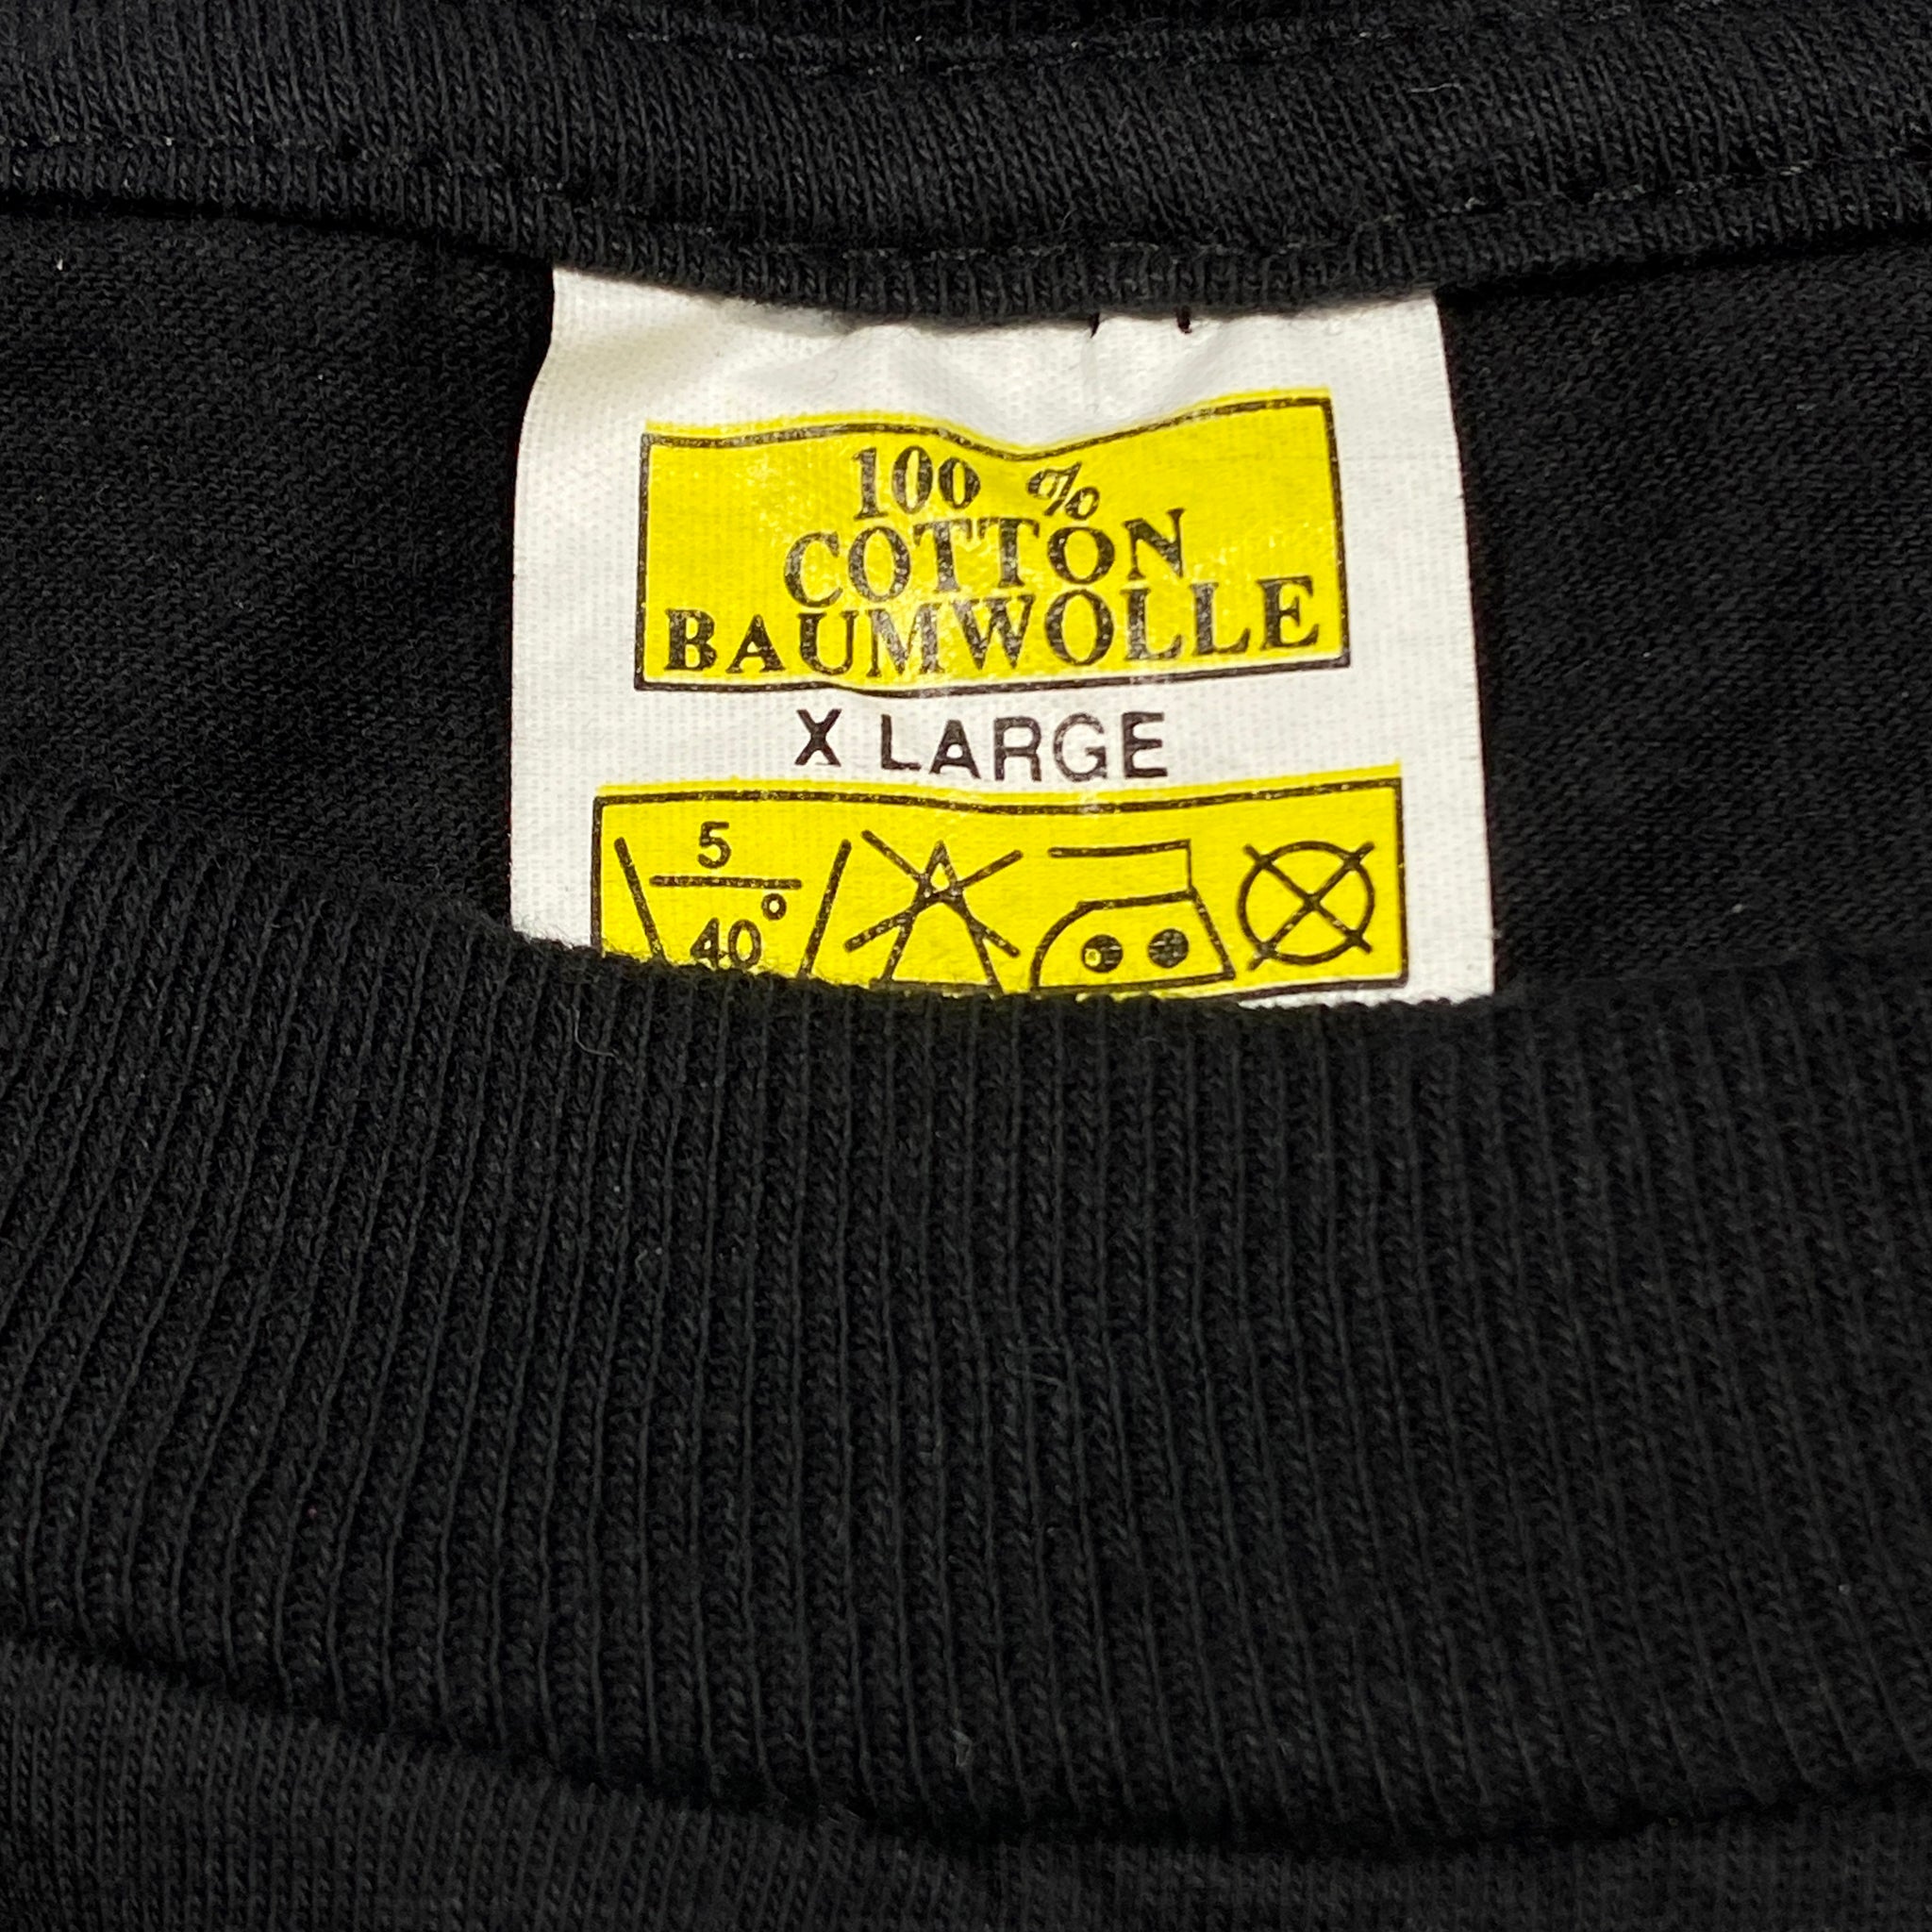 100 %
COTTON
BAUMWOLLE
X LARGE
5
40°